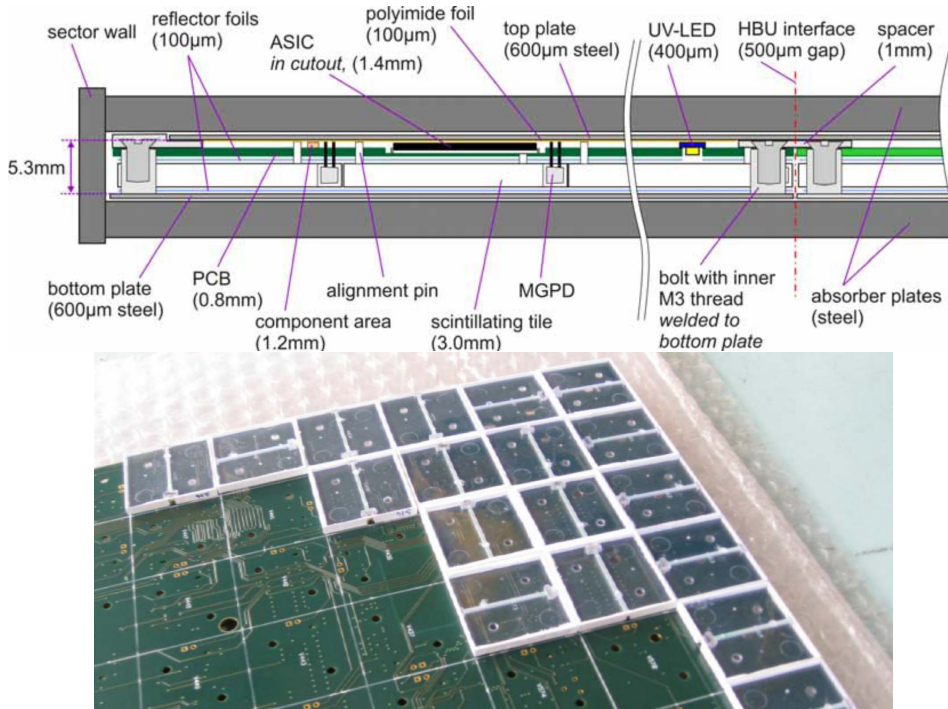 sector wall
reflector foils
(100µm)
ASIC
in cutout, (1.4mm)
polyimide foil
(100µm)
top plate
(600µm steel)
UV-LED
(400µm)
HBU interface
(500µm gap)
spacer
(1mm)
5.3mm
bottom plate
(600µm steel)
PCB
(0.8mm)
component area
(1.2mm)
alignment pin
scintillating tile
(3.0mm)
MGPD
bolt with inner
M3 thread
welded to
bottom plate
absorber plates
(steel)